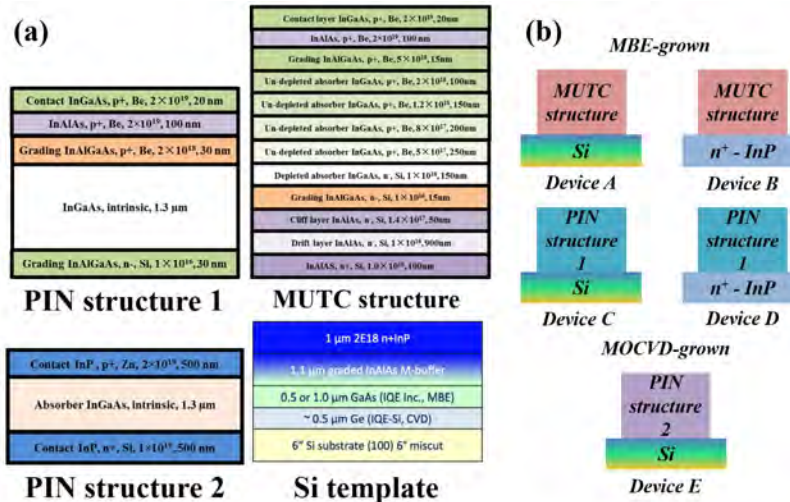 (a)
Contact InGaAs, p+, Be, 2×10¹⁹, 20 nm
InAlAs, p+, Be, 2×10¹⁹, 100 nm
Grading InAlGaAs, p+, Be, 2×10¹⁸, 30 nm
InGaAs, intrinsic, 1.3 μm
Grading InAlGaAs, n-, Si, 1×10¹⁶, 30 nm
PIN structure 1
Contact layer InGaAs, p+, Be, 2×10¹⁹, 20nm
InAlAs, p+, Be, 2×10¹⁹, 100 nm
Grading InAlGaAs, p+, Be, 5×10¹⁸, 15nm
Un-depleted absorber InGaAs, p+, Be, 2×10¹⁸, 100nm
Un-depleted absorber InGaAs, p+, Be, 1.2×10¹⁸, 150nm
Un-depleted absorber InGaAs, p+, Be, 8×10¹⁷, 200nm
Un-depleted absorber InGaAs, p+, Be, 5×10¹⁷, 250nm
Depleted absorber InGaAs, n-, Si, 1×10¹⁶, 150nm
Grading InAlGaAs, n-, Si, 1×10¹⁶, 15nm
Cliff layer InAlAs, n-, Si, 1.4×10¹⁷, 50nm
Drift layer InAlAs, n-, Si, 1×10¹⁶, 900nm
InAlAS, n+, Si, 1.0×10¹⁸, 100nm
MUTC structure
Contact InP, p+, Zn, 2×10¹⁹, 500 nm
Absorber InGaAs, intrinsic, 1.3 μm
Contact InP, n+, Si, 1×10¹⁹, 500 nm
PIN structure 2
1 μm 2E18 n+InP
1.1 μm graded InAlAs M-buffer
0.5 or 1.0 μm GaAs (IQE Inc., MBE)
~ 0.5 μm Ge (IQE-Si, CVD)
6" Si substrate (100) 6° miscut
Si template
(b)
MBE-grown
MUTC
structure
Si
Device A
MUTC
structure
n⁺ - InP
Device B
PIN
structure
1
Si
Device C
PIN
structure
1
n⁺ - InP
Device D
MOCVD-grown
PIN
structure
2
Si
Device E